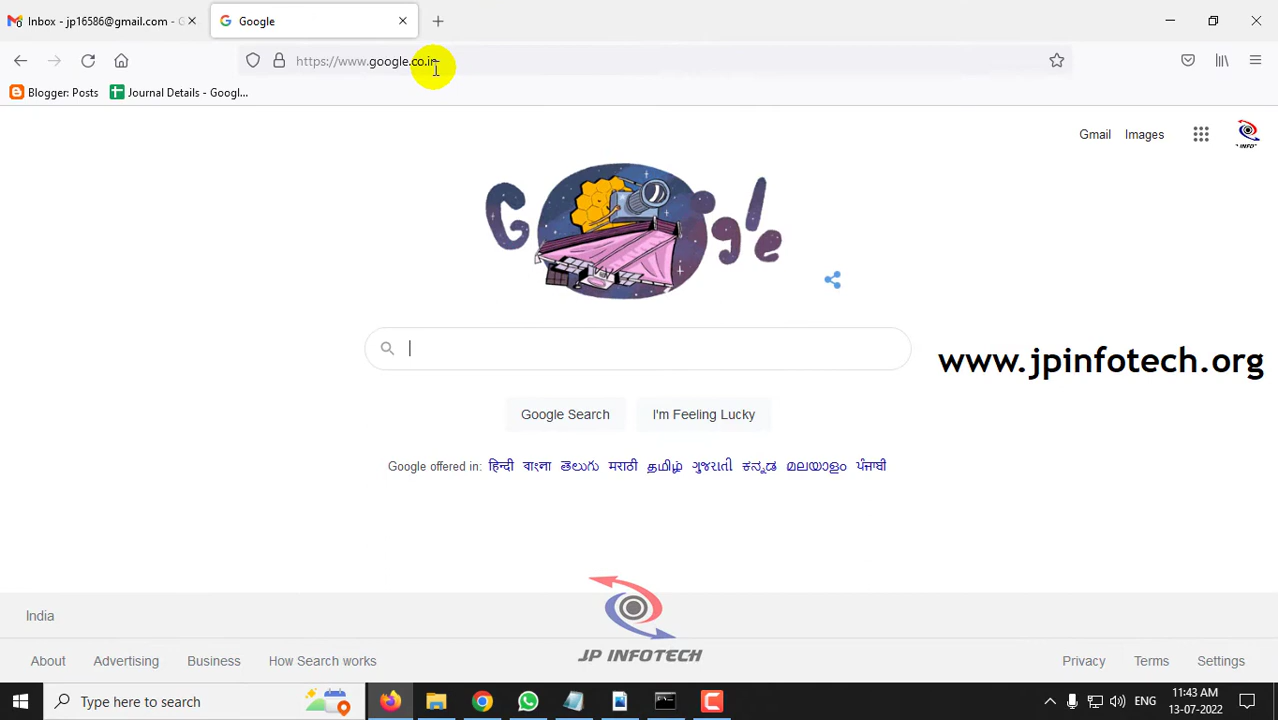 Inbox - jp16586@gmail.com - G
Google
https://www.google.co.in
Blogger: Posts
Journal Details - Googl...
Gmail
Images
Google
www.jpinfotech.org
Google Search
I'm Feeling Lucky
Google offered in: हिन्दी বাংলা తెలుగు मराठी தமிழ் ગુજરાતી ಕನ್ನಡ മലയാളം ਪੰਜਾਬੀ
India
JP INFOTECH
About
Advertising
Business
How Search works
Privacy
Terms
Settings
Type here to search
ENG
11:43 AM
13-07-2022